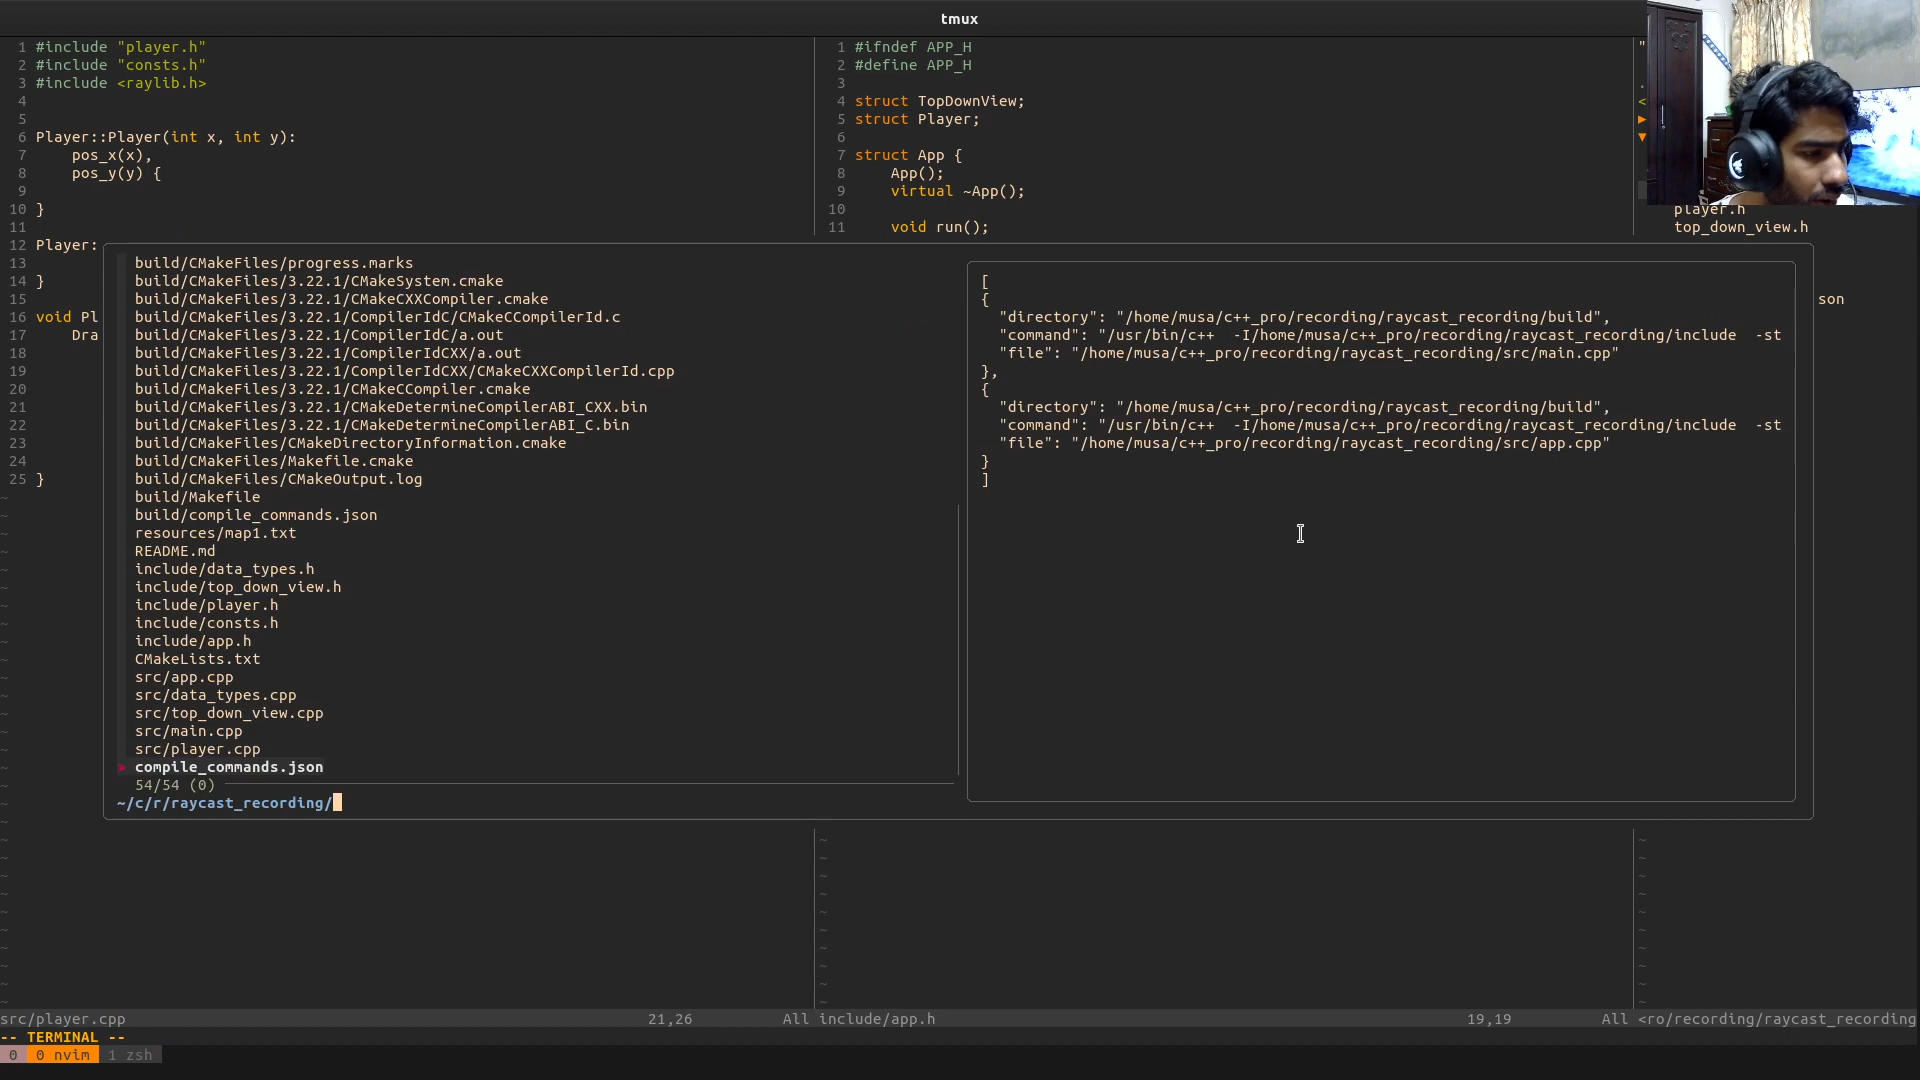 tmux
1 #include "player.h"
2 #include "consts.h"
3 #include <raylib.h>
4
5
6 Player::Player(int x, int y):
7 pos_x(x),
8 pos_y(y) {
9
10 }
11
12 Player:
13
14 }
15
16 void Pl
17 Dra
18
19
20
21
22
23
24
25 }
1 #ifndef APP_H
2 #define APP_H
3
4 struct TopDownView;
5 struct Player;
6
7 struct App {
8 App();
9 virtual ~App();
10
11 void run();
player.h
top_down_view.h
son
build/CMakeFiles/progress.marks
build/CMakeFiles/3.22.1/CMakeSystem.cmake
build/CMakeFiles/3.22.1/CMakeCXXCompiler.cmake
build/CMakeFiles/3.22.1/CompilerIdC/CMakeCCompilerId.c
build/CMakeFiles/3.22.1/CompilerIdC/a.out
build/CMakeFiles/3.22.1/CompilerIdCXX/a.out
build/CMakeFiles/3.22.1/CompilerIdCXX/CMakeCXXCompilerId.cpp
build/CMakeFiles/3.22.1/CMakeCCompiler.cmake
build/CMakeFiles/3.22.1/CMakeDetermineCompilerABI_CXX.bin
build/CMakeFiles/3.22.1/CMakeDetermineCompilerABI_C.bin
build/CMakeFiles/CMakeDirectoryInformation.cmake
build/CMakeFiles/Makefile.cmake
build/CMakeFiles/CMakeOutput.log
build/Makefile
build/compile_commands.json
resources/map1.txt
README.md
include/data_types.h
include/top_down_view.h
include/player.h
include/consts.h
include/app.h
CMakeLists.txt
src/app.cpp
src/data_types.cpp
src/top_down_view.cpp
src/main.cpp
src/player.cpp
compile_commands.json
54/54 (0)
~/c/r/raycast_recording/
[
{
"directory": "/home/musa/c++_pro/recording/raycast_recording/build",
"command": "/usr/bin/c++  -I/home/musa/c++_pro/recording/raycast_recording/include  -st
"file": "/home/musa/c++_pro/recording/raycast_recording/src/main.cpp"
},
{
"directory": "/home/musa/c++_pro/recording/raycast_recording/build",
"command": "/usr/bin/c++  -I/home/musa/c++_pro/recording/raycast_recording/include  -st
"file": "/home/musa/c++_pro/recording/raycast_recording/src/app.cpp"
}
]
src/player.cpp 21,26 All include/app.h 19,19 All <ro/recording/raycast_recording
-- TERMINAL --
0 0 nvim 1 zsh